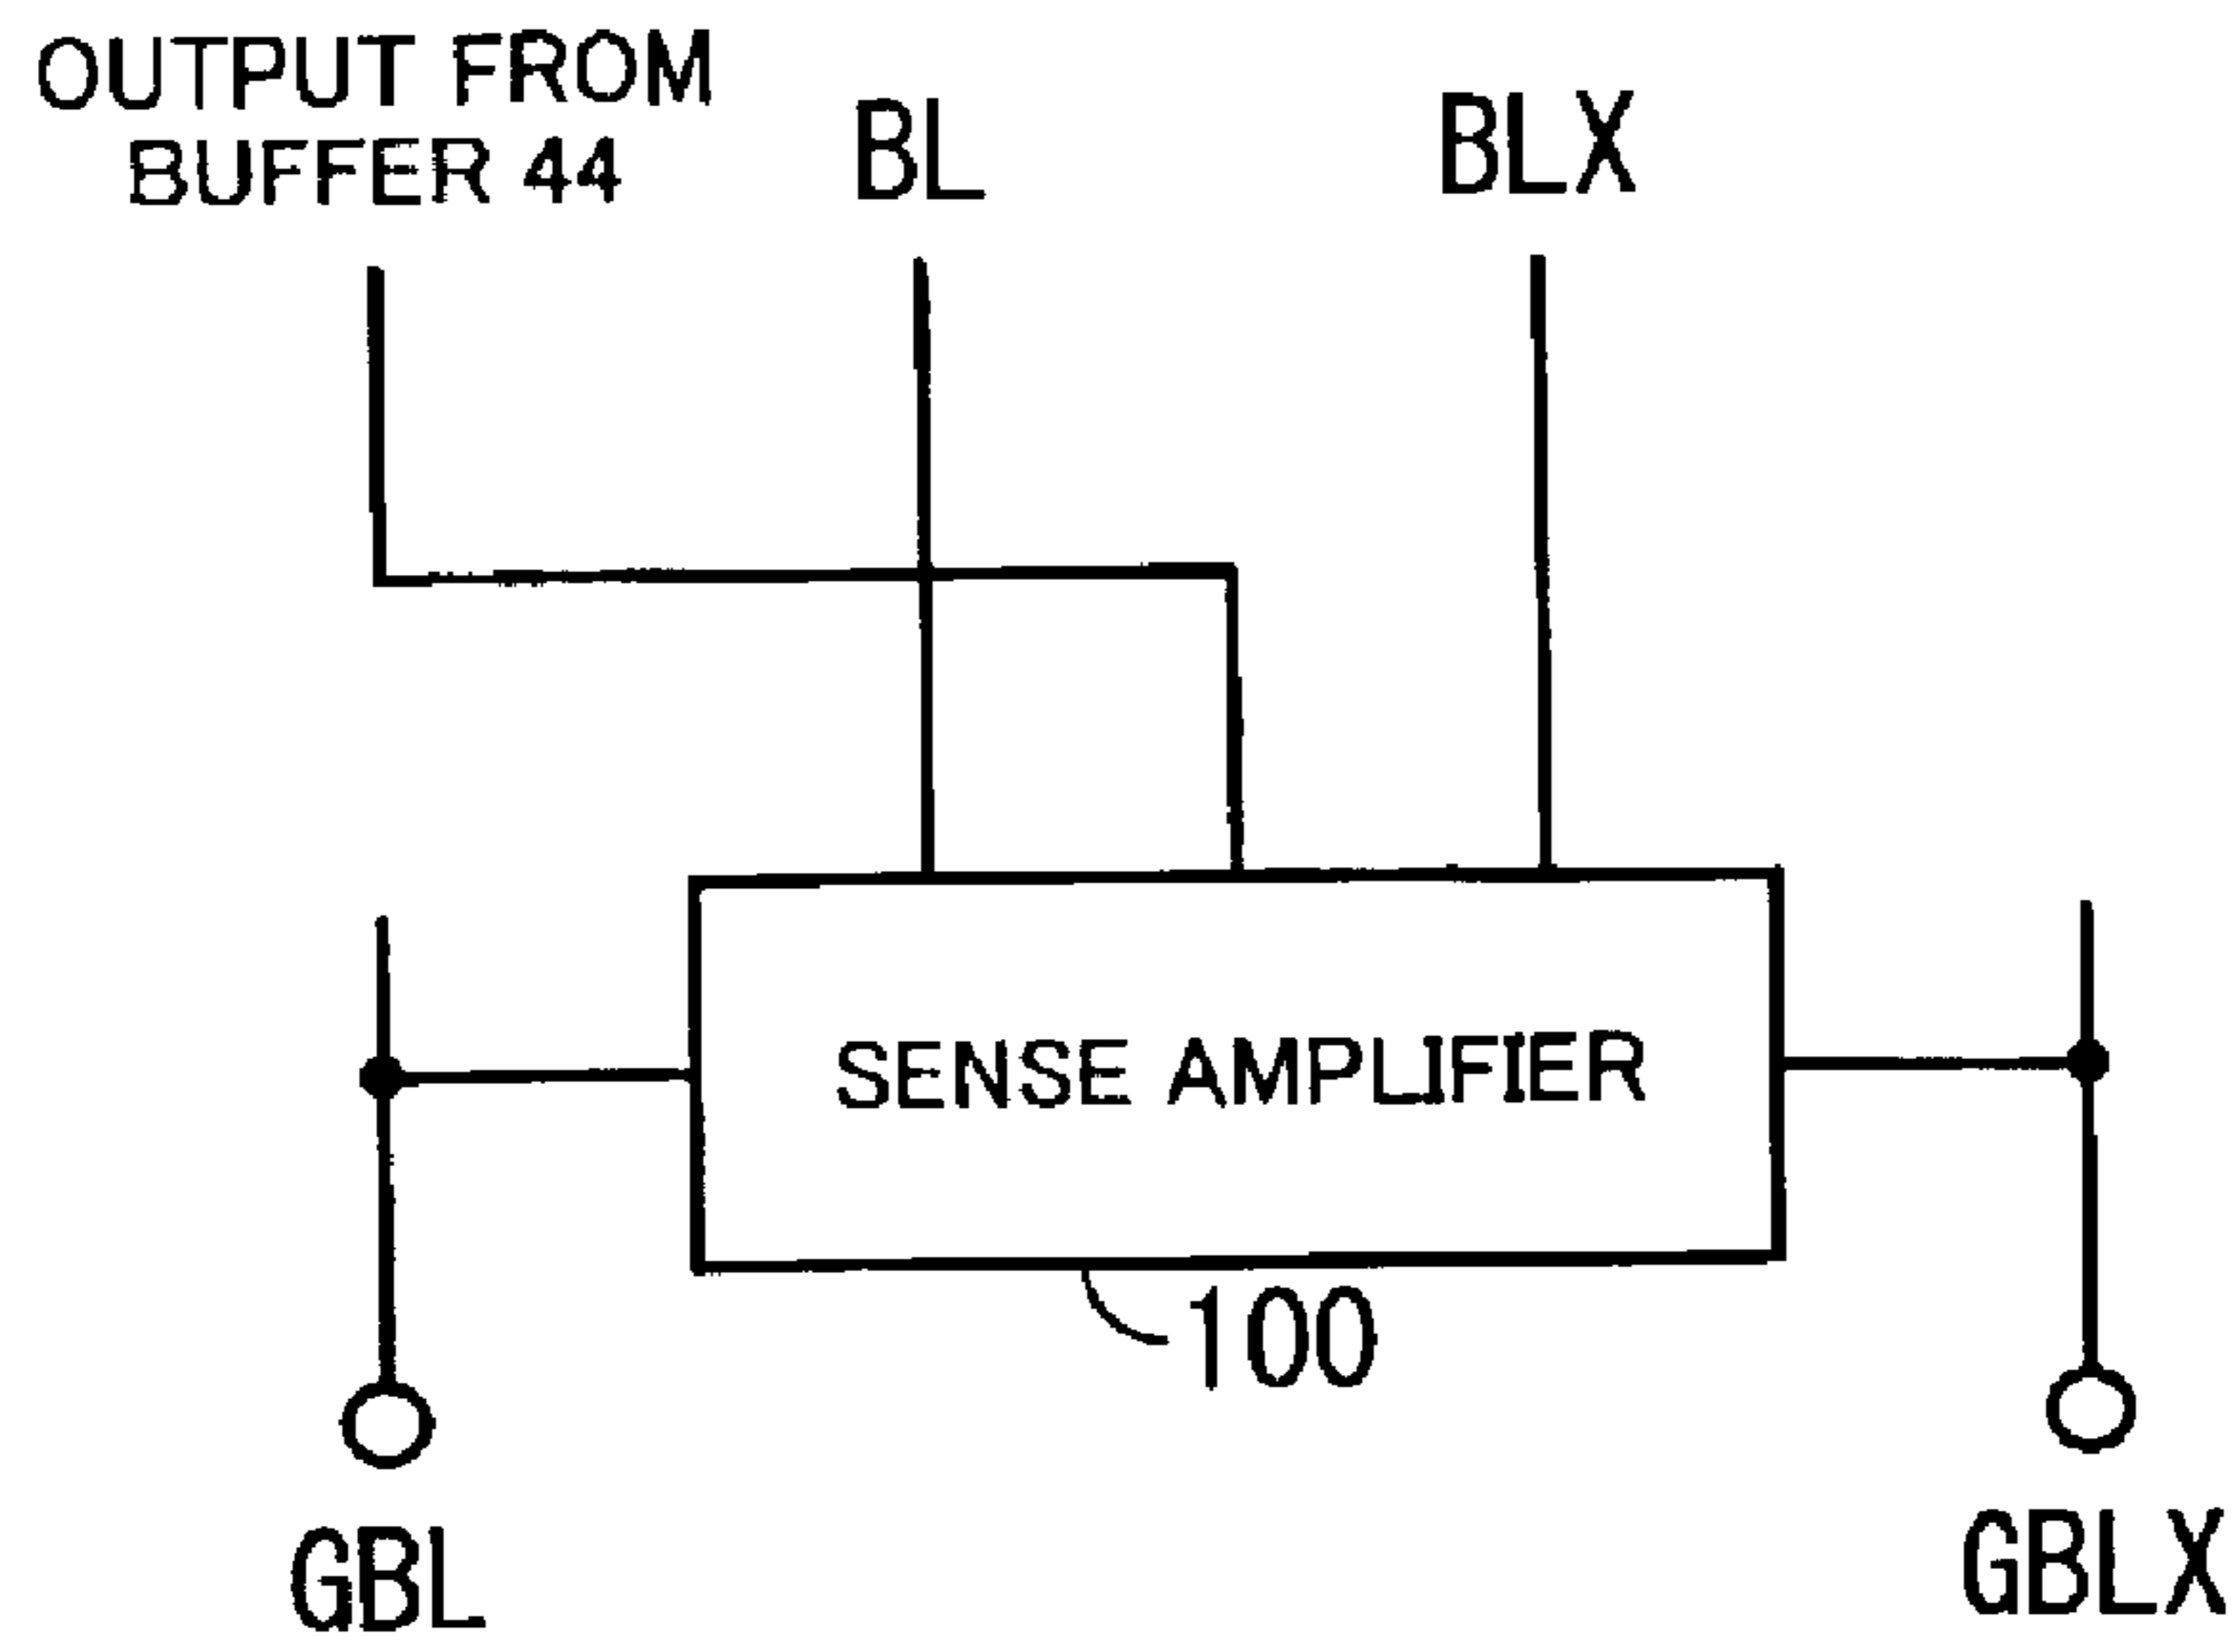 OUTPUT FROM
BUFFER 44
BL
BLX
SENSE AMPLIFIER
100
GBL
GBLX